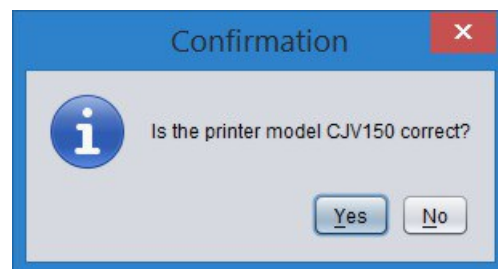 Confirmation
Is the printer model CJV150 correct?
Yes No